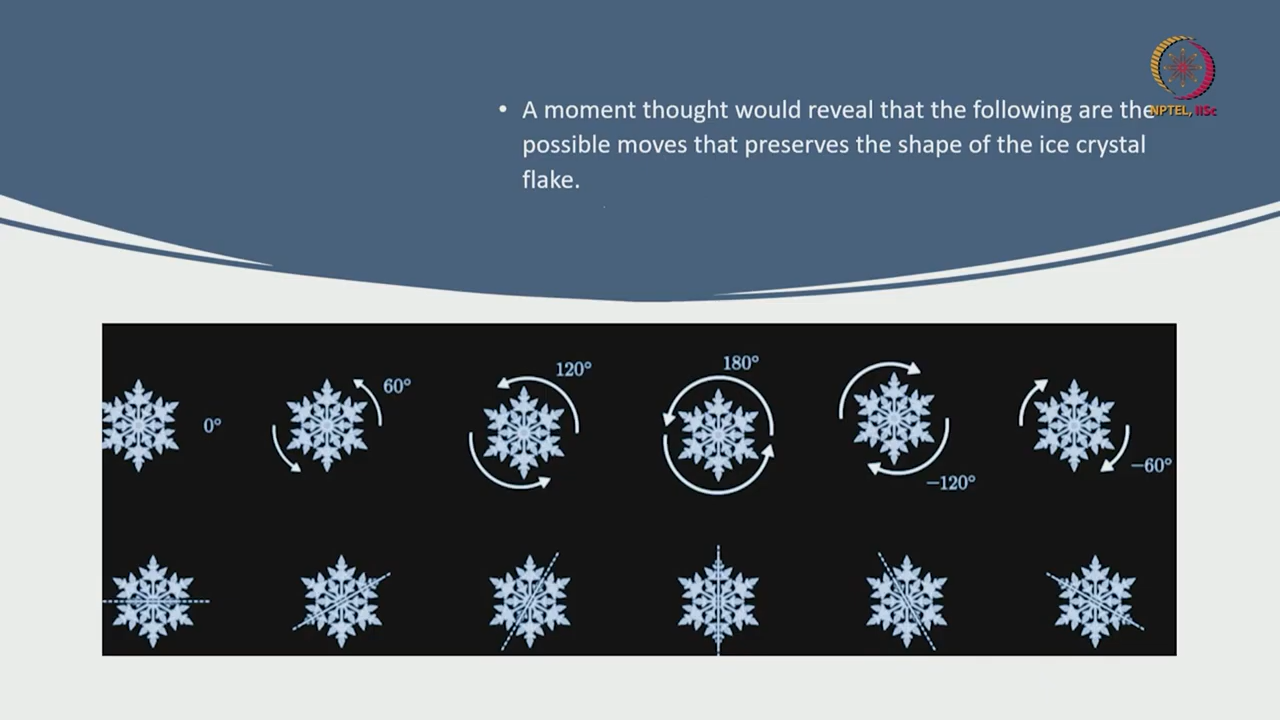 • A moment thought would reveal that the following are the
possible moves that preserves the shape of the ice crystal
flake.
NPTEL, IISc
0°
60°
120°
180°
−120°
−60°